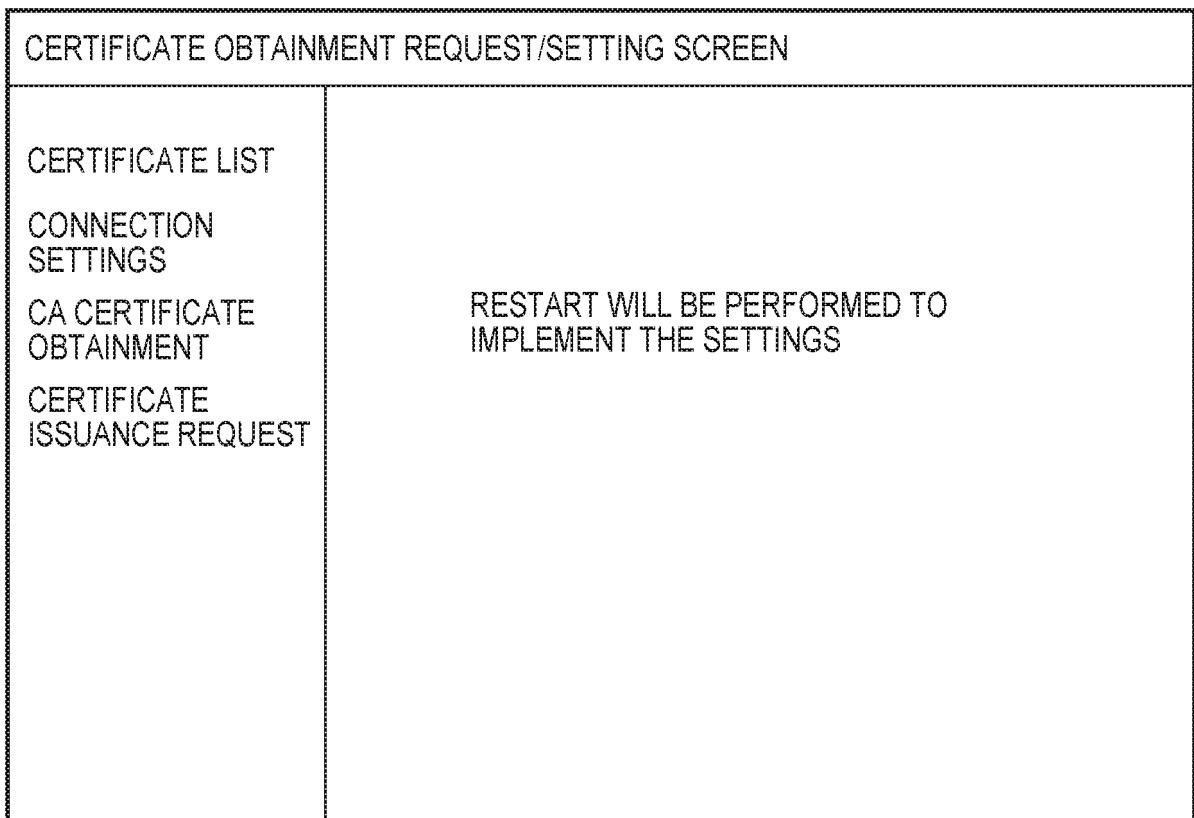 CERTIFICATE OBTAINMENT REQUEST/SETTING SCREEN
CERTIFICATE LIST
CONNECTION
SETTINGS
CA CERTIFICATE
OBTAINMENT
CERTIFICATE
ISSUANCE REQUEST
RESTART WILL BE PERFORMED TO
IMPLEMENT THE SETTINGS